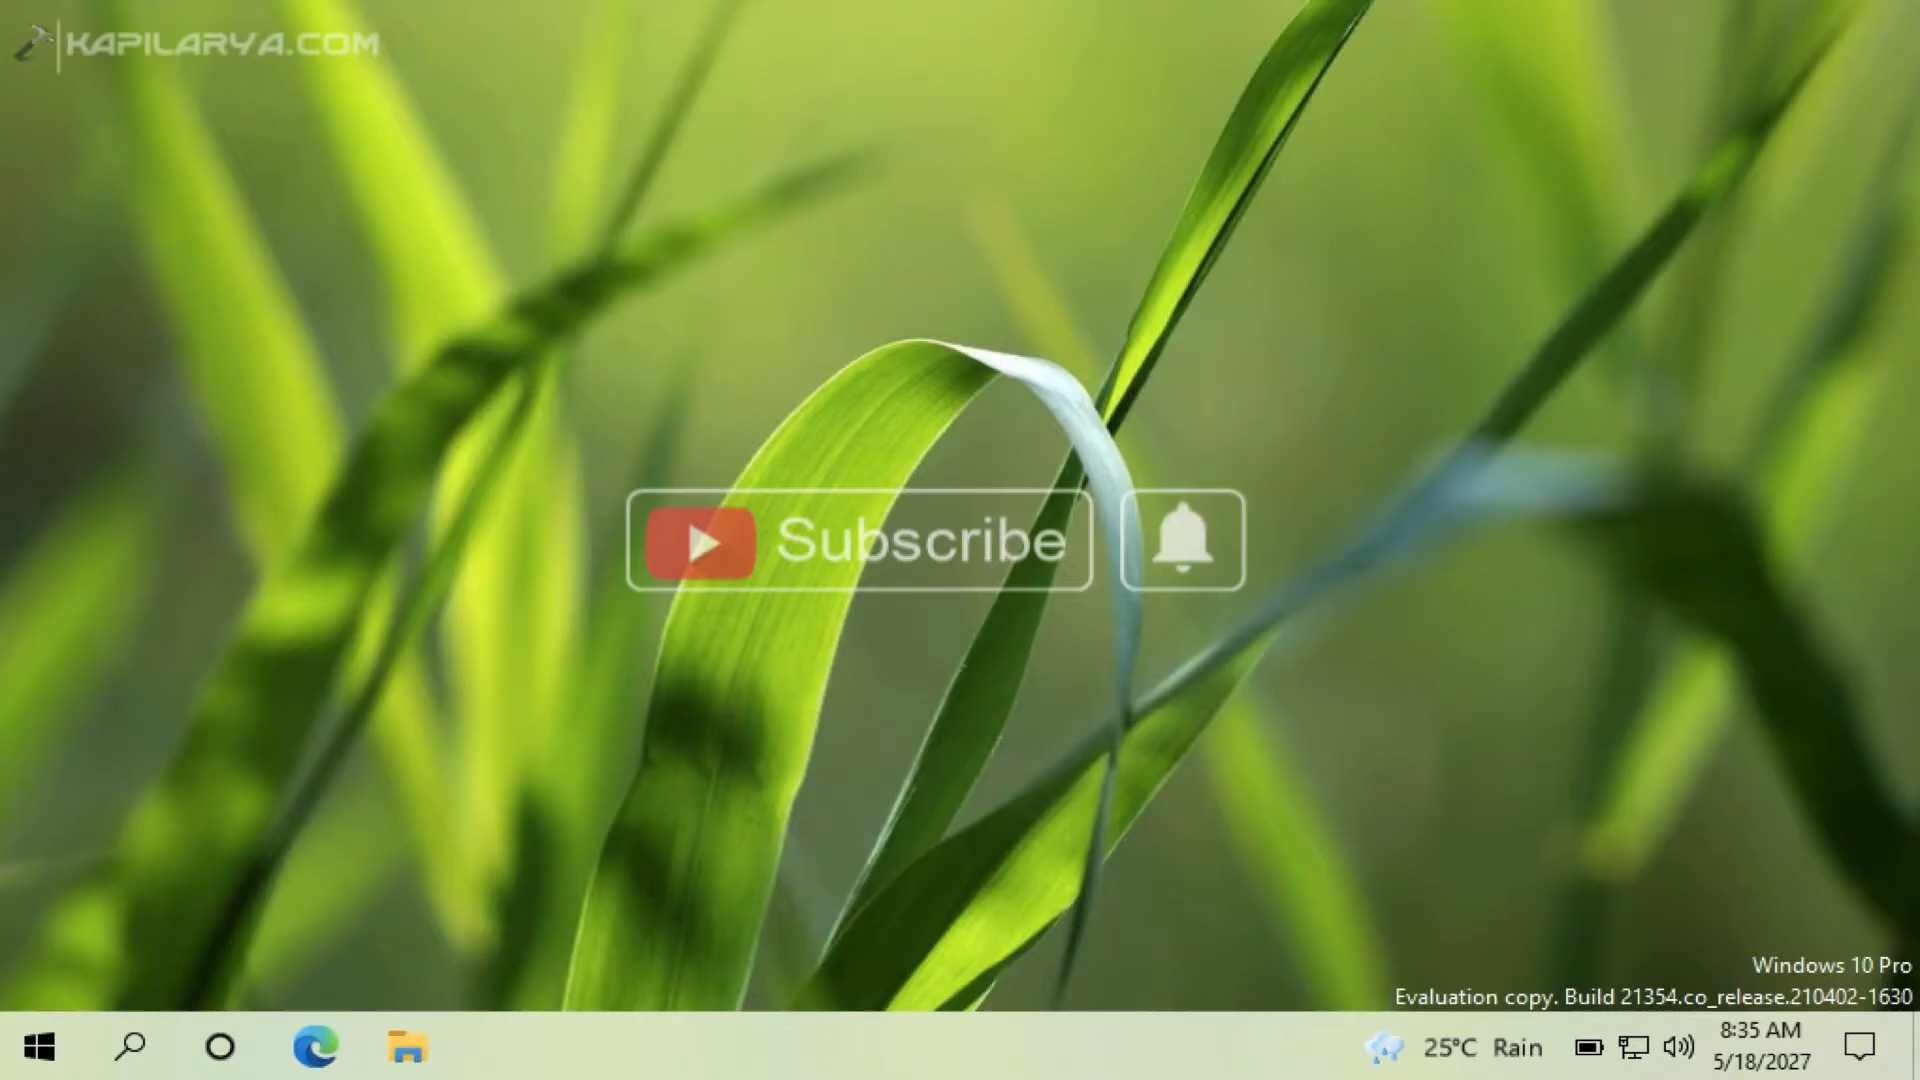 KAPILARYA.COM
Subscribe
Windows 10 Pro
Evaluation copy. Build 21354.co_release.210402-1630
25°C Rain
8:35 AM
5/18/2027